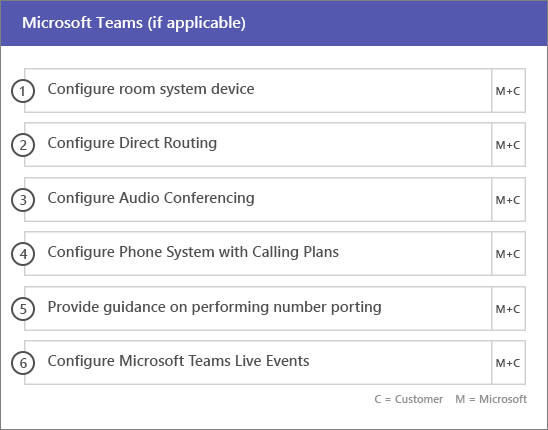 Microsoft Teams (if applicable)
1 Configure room system device M+C
2 Configure Direct Routing M+C
3 Configure Audio Conferencing M+C
4 Configure Phone System with Calling Plans M+C
5 Provide guidance on performing number porting M+C
6 Configure Microsoft Teams Live Events M+C
C = Customer M = Microsoft